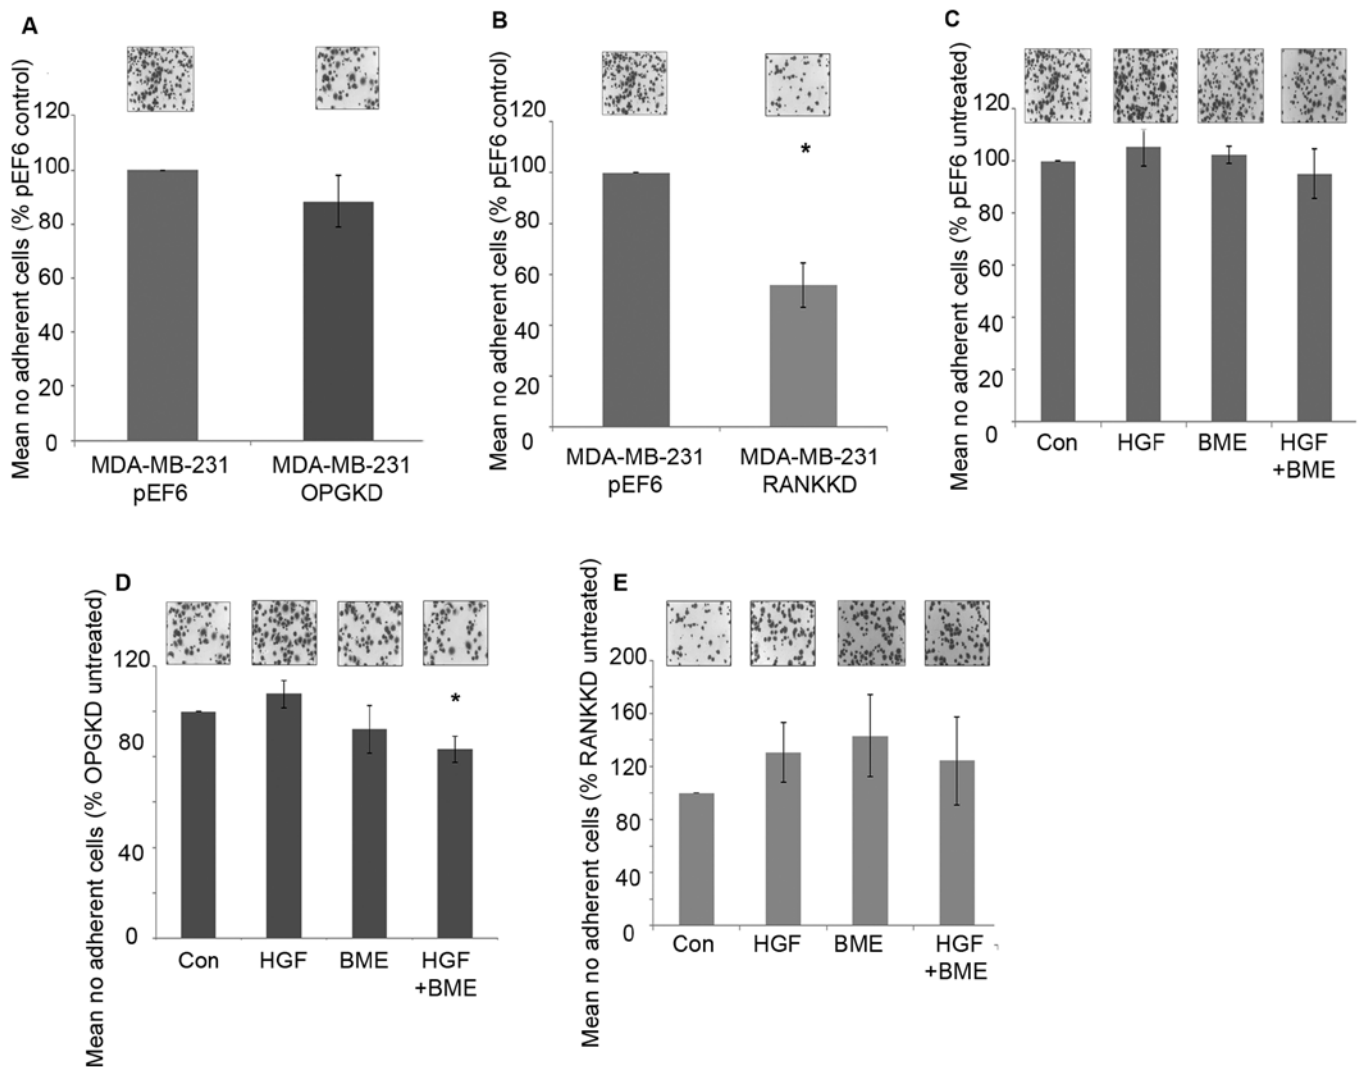 A
Mean no adherent cells (% pEF6 control)
120
100
80
60
40
20
0
MDA-MB-231
pEF6
MDA-MB-231
OPGKD
B
Mean no adherent cells (% pEF6 control)
120
100
80
60
40
20
0
*
MDA-MB-231
pEF6
MDA-MB-231
RANKKD
C
Mean no adherent cells (% pEF6 untreated)
120
100
80
60
40
20
0
Con
HGF
BME
HGF
+BME
D
Mean no adherent cells (% OPGKD untreated)
120
80
40
0
*
Con
HGF
BME
HGF
+BME
E
Mean no adherent cells (% RANKKD untreated)
200
160
120
80
40
0
Con
HGF
BME
HGF
+BME